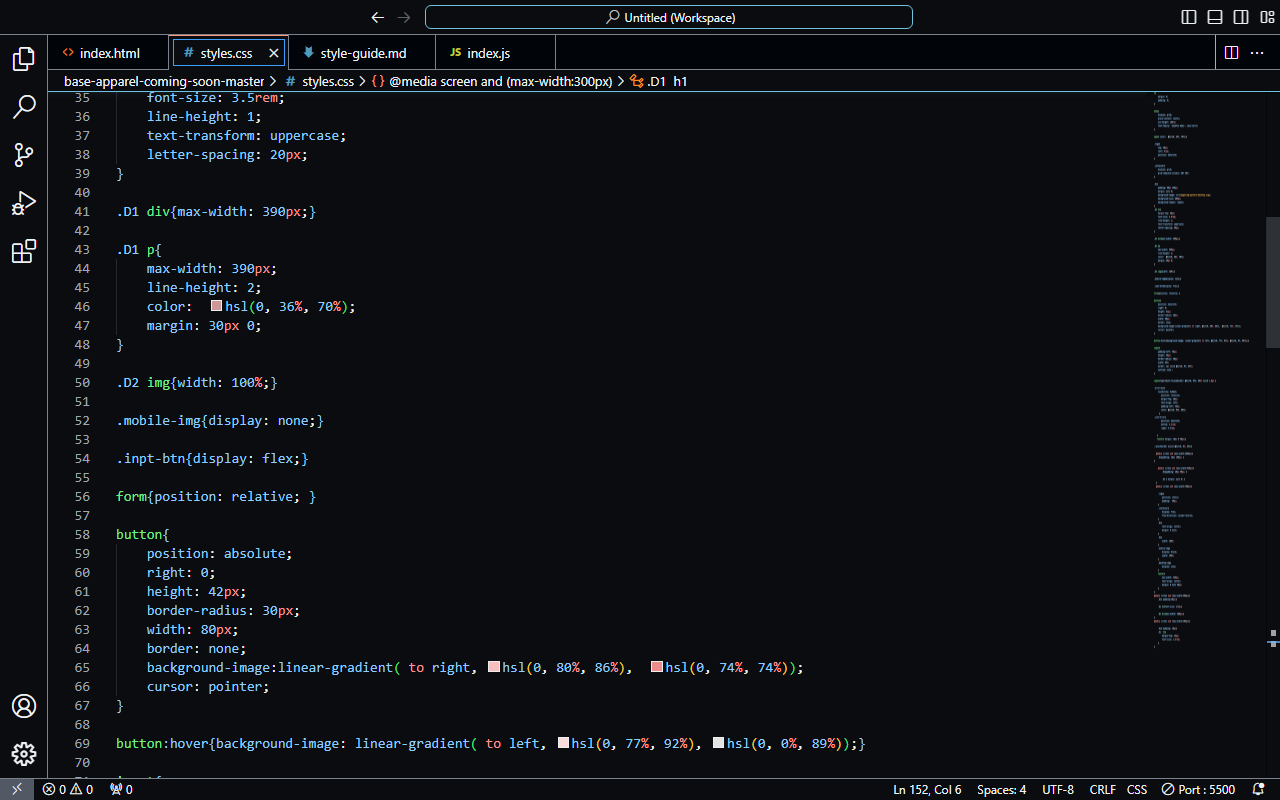 Untitled (Workspace)
index.html
# styles.css
style-guide.md
JS index.js
base-apparel-coming-soon-master > # styles.css > {} @media screen and (max-width:300px) > .D1 h1
35 font-size: 3.5rem;
36 line-height: 1;
37 text-transform: uppercase;
38 letter-spacing: 20px;
39 }
40
41 .D1 div{max-width: 390px;}
42
43 .D1 p{
44 max-width: 390px;
45 line-height: 2;
46 color: hsl(0, 36%, 70%);
47 margin: 30px 0;
48 }
49
50 .D2 img{width: 100%;}
51
52 .mobile-img{display: none;}
53
54 .inpt-btn{display: flex;}
55
56 form{position: relative; }
57
58 button{
59 position: absolute;
60 right: 0;
61 height: 42px;
62 border-radius: 30px;
63 width: 80px;
64 border: none;
65 background-image:linear-gradient( to right, hsl(0, 80%, 86%), hsl(0, 74%, 74%));
66 cursor: pointer;
67 }
68
69 button:hover{background-image: linear-gradient( to left, hsl(0, 77%, 92%), hsl(0, 0%, 89%));}
70
0 0 0 Ln 152, Col 6 Spaces: 4 UTF-8 CRLF CSS Port : 5500